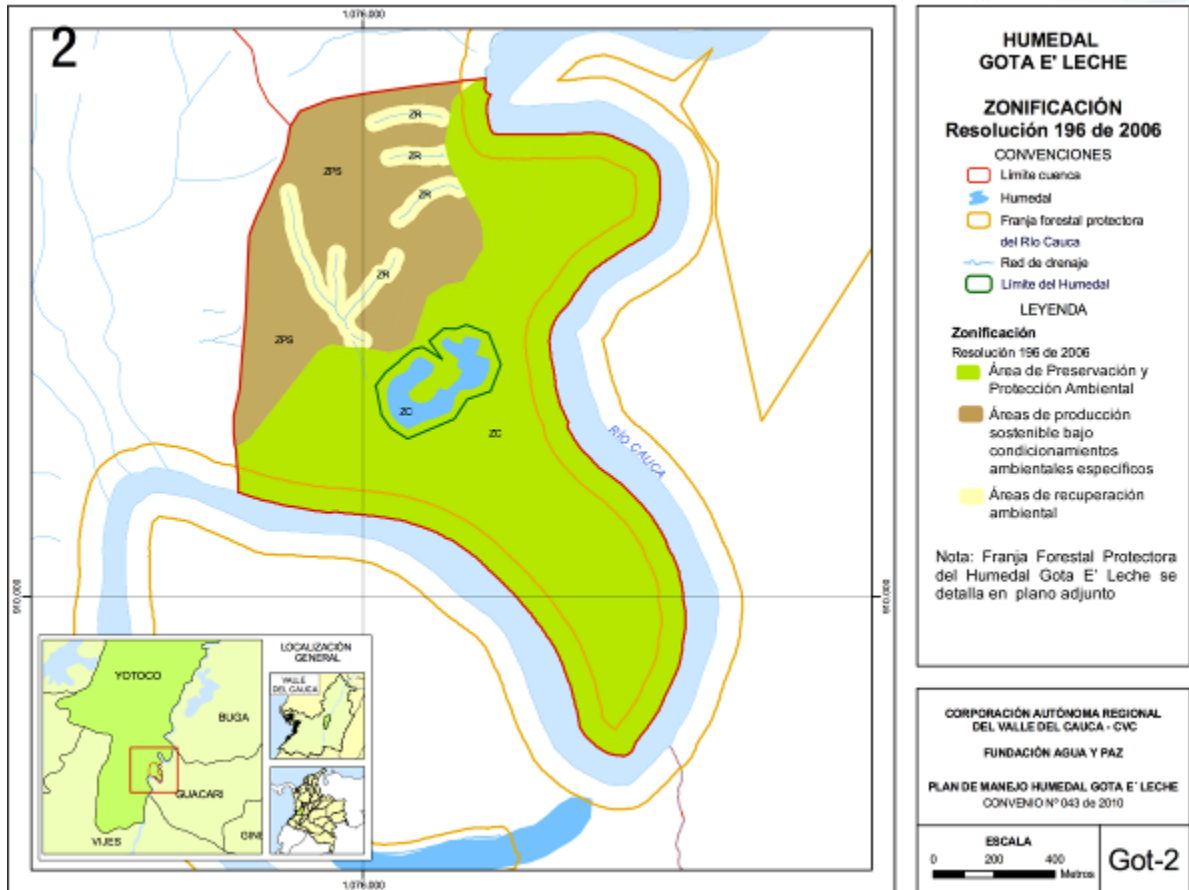 2
1.076.000
ZR
ZR
ZPS
ZR
ZR
ZPS
ZC
ZC
RÍO CAUCA
1.076.000
LOCALIZACIÓN
GENERAL
YOTOCO
BUGA
GUACARI
VIJES
VALLE
DEL CAUCA
HUMEDAL
GOTA E' LECHE
ZONIFICACIÓN
Resolución 196 de 2006
CONVENCIONES
Límite cuenca
Humedal
Franja forestal protectora
del Río Cauca
Red de drenaje
Límite del Humedal
LEYENDA
Zonificación
Resolución 196 de 2006
Área de Preservación y
Protección Ambiental
Áreas de producción
sostenible bajo
condicionamientos
ambientales específicos
Áreas de recuperación
ambiental
Nota: Franja Forestal Protectora
del Humedal Gota E' Leche se
detalla en plano adjunto
CORPORACIÓN AUTÓNOMA REGIONAL
DEL VALLE DEL CAUCA - CVC
FUNDACIÓN AGUA Y PAZ
PLAN DE MANEJO HUMEDAL GOTA E' LECHE
CONVENIO Nº 043 de 2010
ESCALA
0 200 400
Metros
Got-2